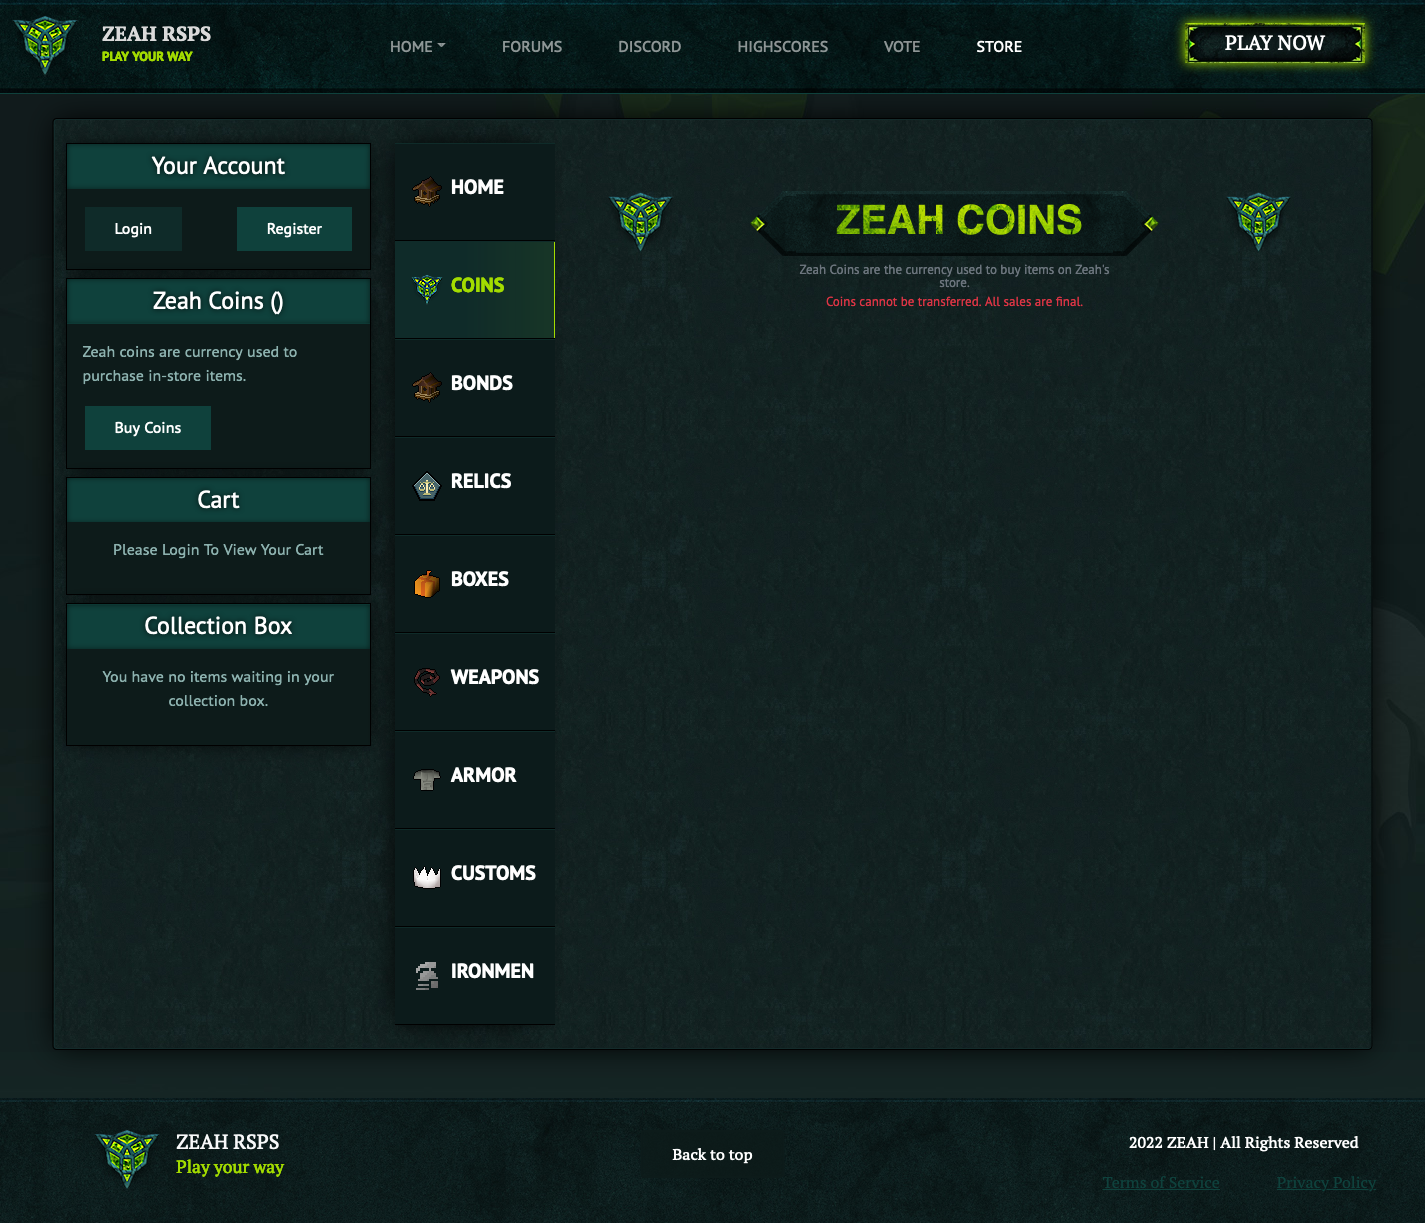 ZEAH RSPS
PLAY YOUR WAY
HOME
FORUMS
DISCORD
HIGHSCORES
VOTE
STORE
PLAY NOW
Your Account
Login
Register
Zeah Coins ()
Zeah coins are currency used to
purchase in-store items.
Buy Coins
Cart
Please Login To View Your Cart
Collection Box
You have no items waiting in your
collection box.
HOME
COINS
BONDS
RELICS
BOXES
WEAPONS
ARMOR
CUSTOMS
IRONMEN
ZEAH COINS
Zeah Coins are the currency used to buy items on Zeah's
store.
Coins cannot be transferred. All sales are final.
ZEAH RSPS
Play your way
Back to top
2022 ZEAH | All Rights Reserved
Terms of Service
Privacy Policy